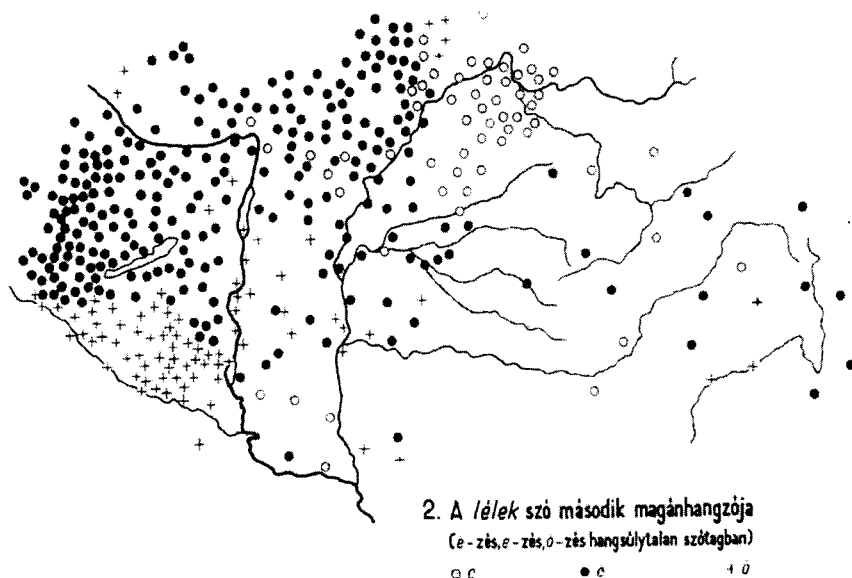 2. A lélek szó második magánhangzója
(ë-zés, e-zés, ö-zés hangsúlytalan szótagban)